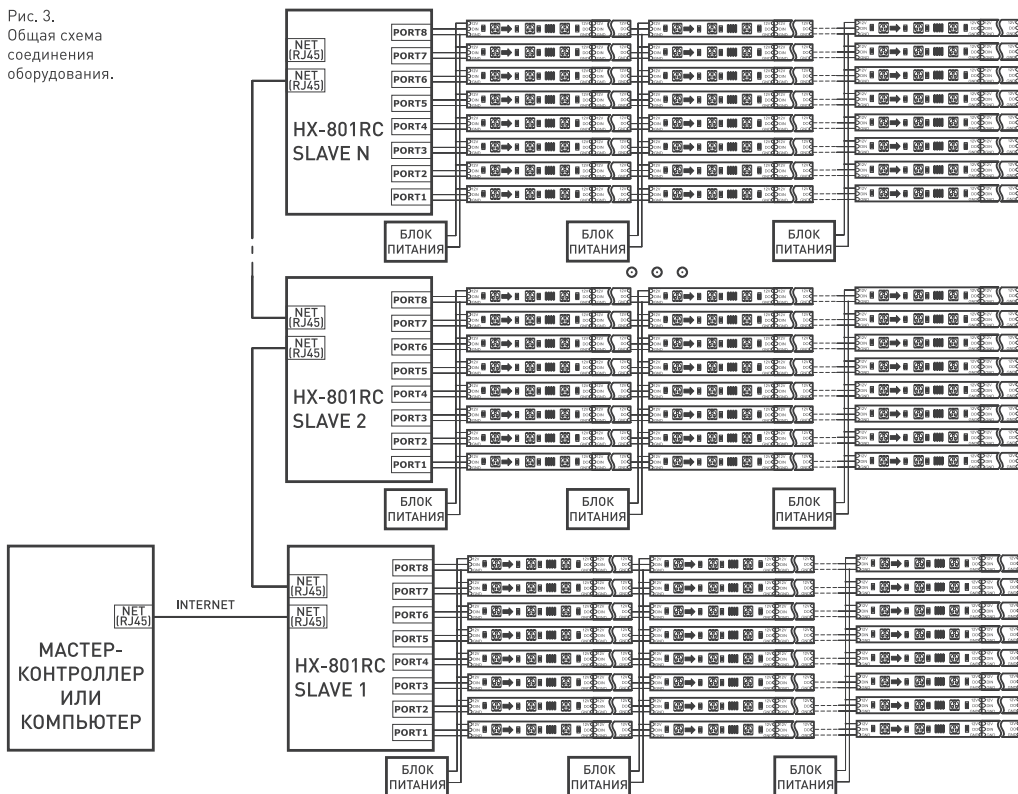 Рис. 3.
Общая схема
соединения
оборудования.
NET
(RJ45)
NET
(RJ45)
HX-801RC
SLAVE N
PORT8
PORT7
PORT6
PORT5
PORT4
PORT3
PORT2
PORT1
БЛОК
ПИТАНИЯ
БЛОК
ПИТАНИЯ
БЛОК
ПИТАНИЯ
NET
(RJ45)
NET
(RJ45)
HX-801RC
SLAVE 2
PORT8
PORT7
PORT6
PORT5
PORT4
PORT3
PORT2
PORT1
БЛОК
ПИТАНИЯ
БЛОК
ПИТАНИЯ
БЛОК
ПИТАНИЯ
NET
(RJ45)
INTERNET
МАСТЕР-
КОНТРОЛЛЕР
ИЛИ
КОМПЬЮТЕР
NET
(RJ45)
NET
(RJ45)
HX-801RC
SLAVE 1
PORT8
PORT7
PORT6
PORT5
PORT4
PORT3
PORT2
PORT1
БЛОК
ПИТАНИЯ
БЛОК
ПИТАНИЯ
БЛОК
ПИТАНИЯ